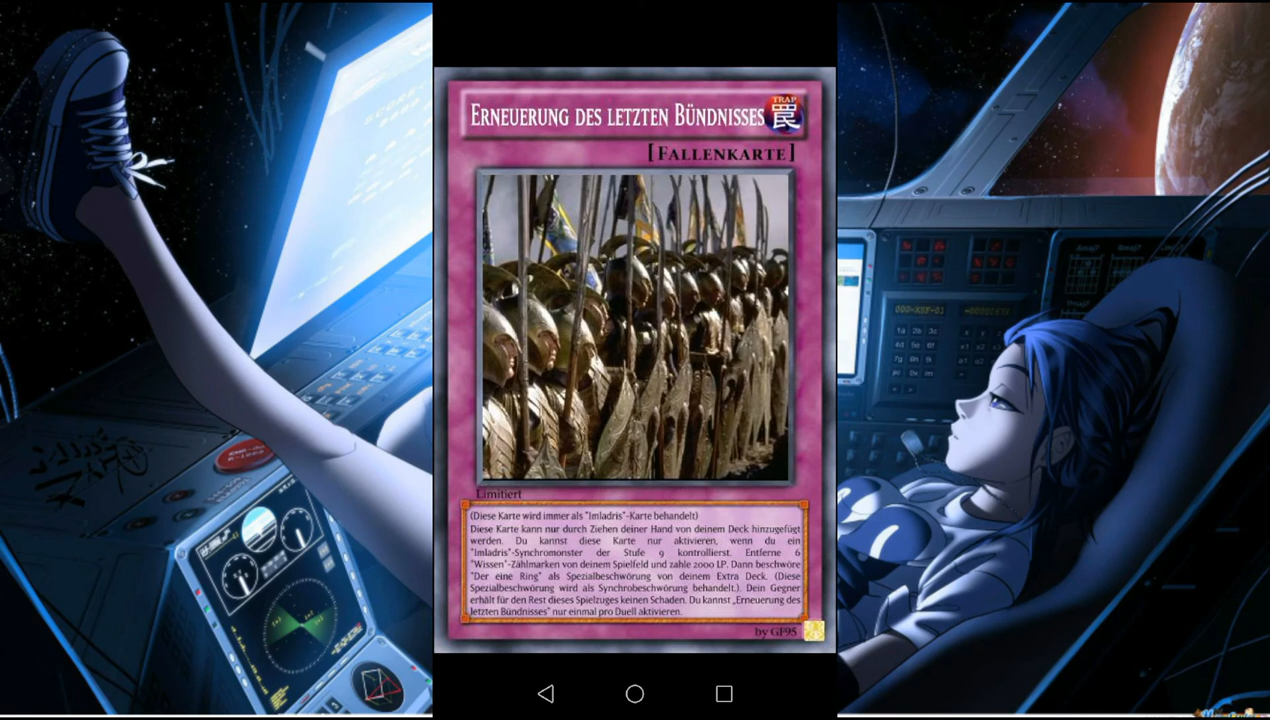 Erneuerung des letzten Bündnisses
TRAP
罠
[Fallenkarte]
Limitiert
(Diese Karte wird immer als "Imladris"-Karte behandelt)
Diese Karte kann nur durch Ziehen deiner Hand von deinem Deck hinzugefügt
werden. Du kannst diese Karte nur aktivieren, wenn du ein
"Imladris"-Synchromonster der Stufe 9 kontrollierst. Entferne 6
"Wissen"-Zählmarken von deinem Spielfeld und zahle 2000 LP. Dann beschwöre
"Der eine Ring" als Spezialbeschwörung von deinem Extra Deck. (Diese
Spezialbeschwörung wird als Synchrobeschwörung behandelt.). Dein Gegner
erhält für den Rest dieses Spielzuges keinen Schaden. Du kannst „Erneuerung des
letzten Bündnisses" nur einmal pro Duell aktivieren.
by GF95